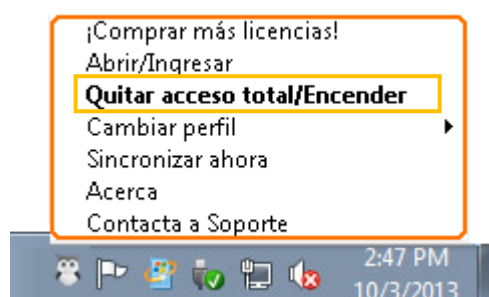 ¡Comprar más licencias!
Abrir/Ingresar
Quitar acceso total/Encender
Cambiar perfil
Sincronizar ahora
Acerca
Contacta a Soporte
2:47 PM
10/3/2013